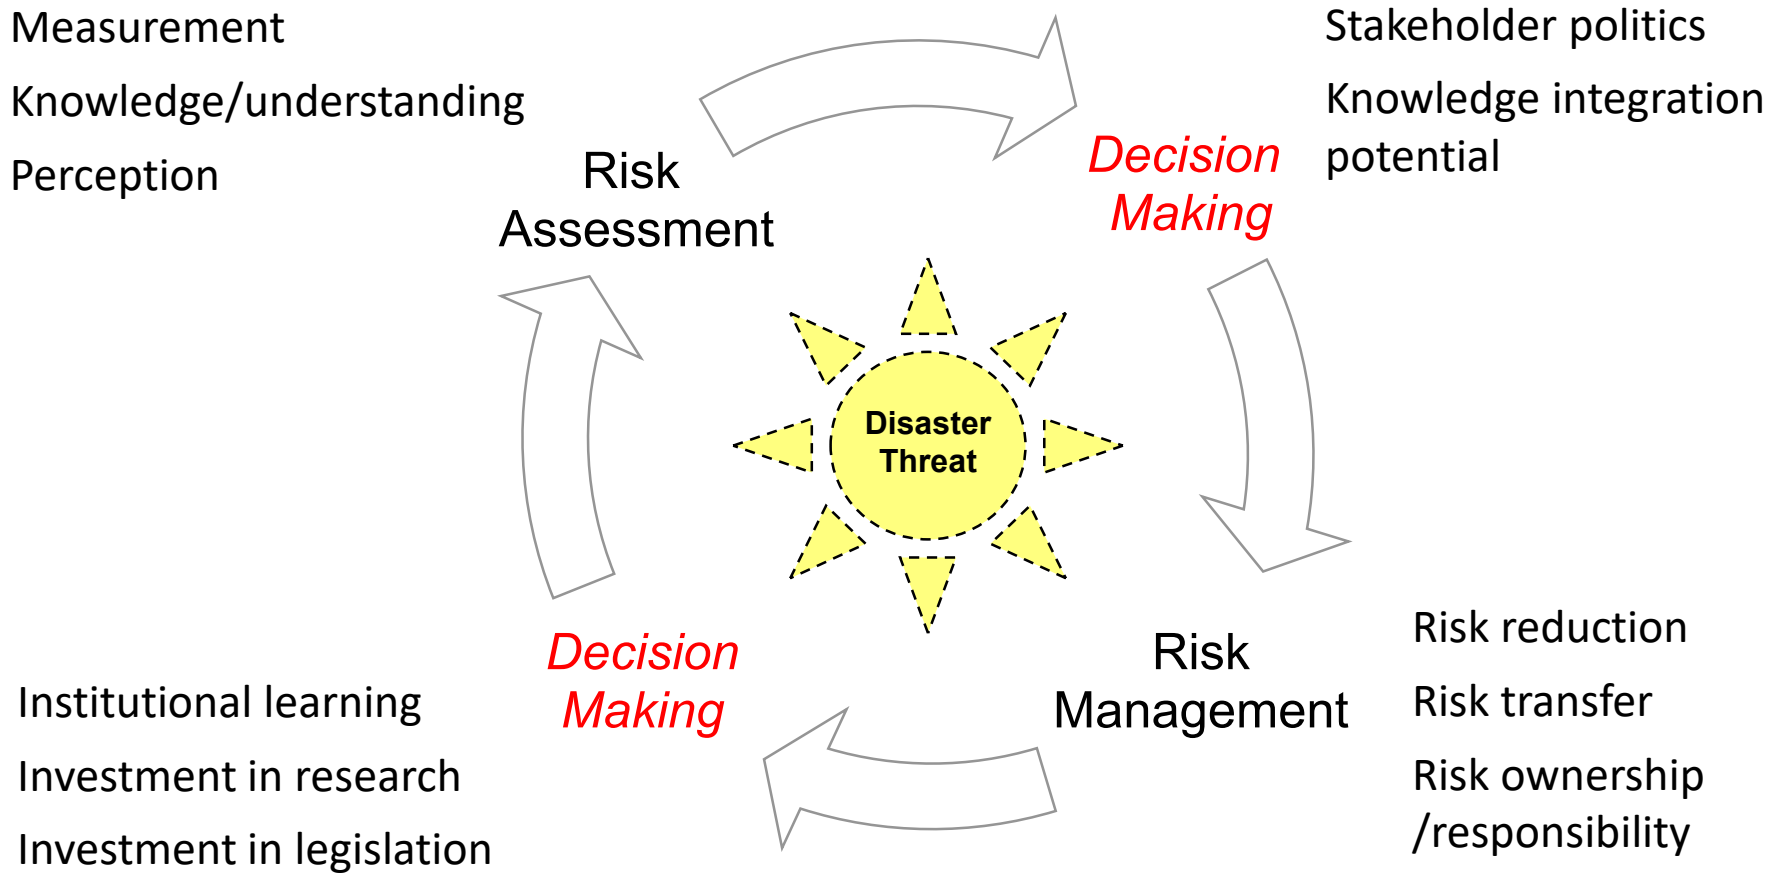 Measurement
Knowledge/understanding
Perception
Risk
Assessment
Decision
Making
Stakeholder politics
Knowledge integration
potential
Disaster
Threat
Decision
Making
Institutional learning
Investment in research
Investment in legislation
Risk
Management
Risk reduction
Risk transfer
Risk ownership
/responsibility